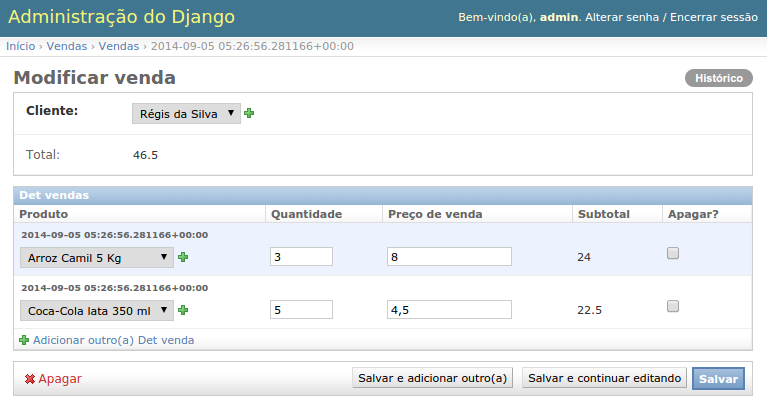 Administração do Django
Bem-vindo(a), admin. Alterar senha / Encerrar sessão
Início › Vendas › Vendas › 2014-09-05 05:26:56.281166+00:00
Modificar venda
Histórico
Cliente: Régis da Silva
Total: 46.5
Det vendas
Produto Quantidade Preço de venda Subtotal Apagar?
2014-09-05 05:26:56.281166+00:00
Arroz Camil 5 Kg 3 8 24
2014-09-05 05:26:56.281166+00:00
Coca-Cola lata 350 ml 5 4,5 22.5
Adicionar outro(a) Det venda
Apagar Salvar e adicionar outro(a) Salvar e continuar editando Salvar